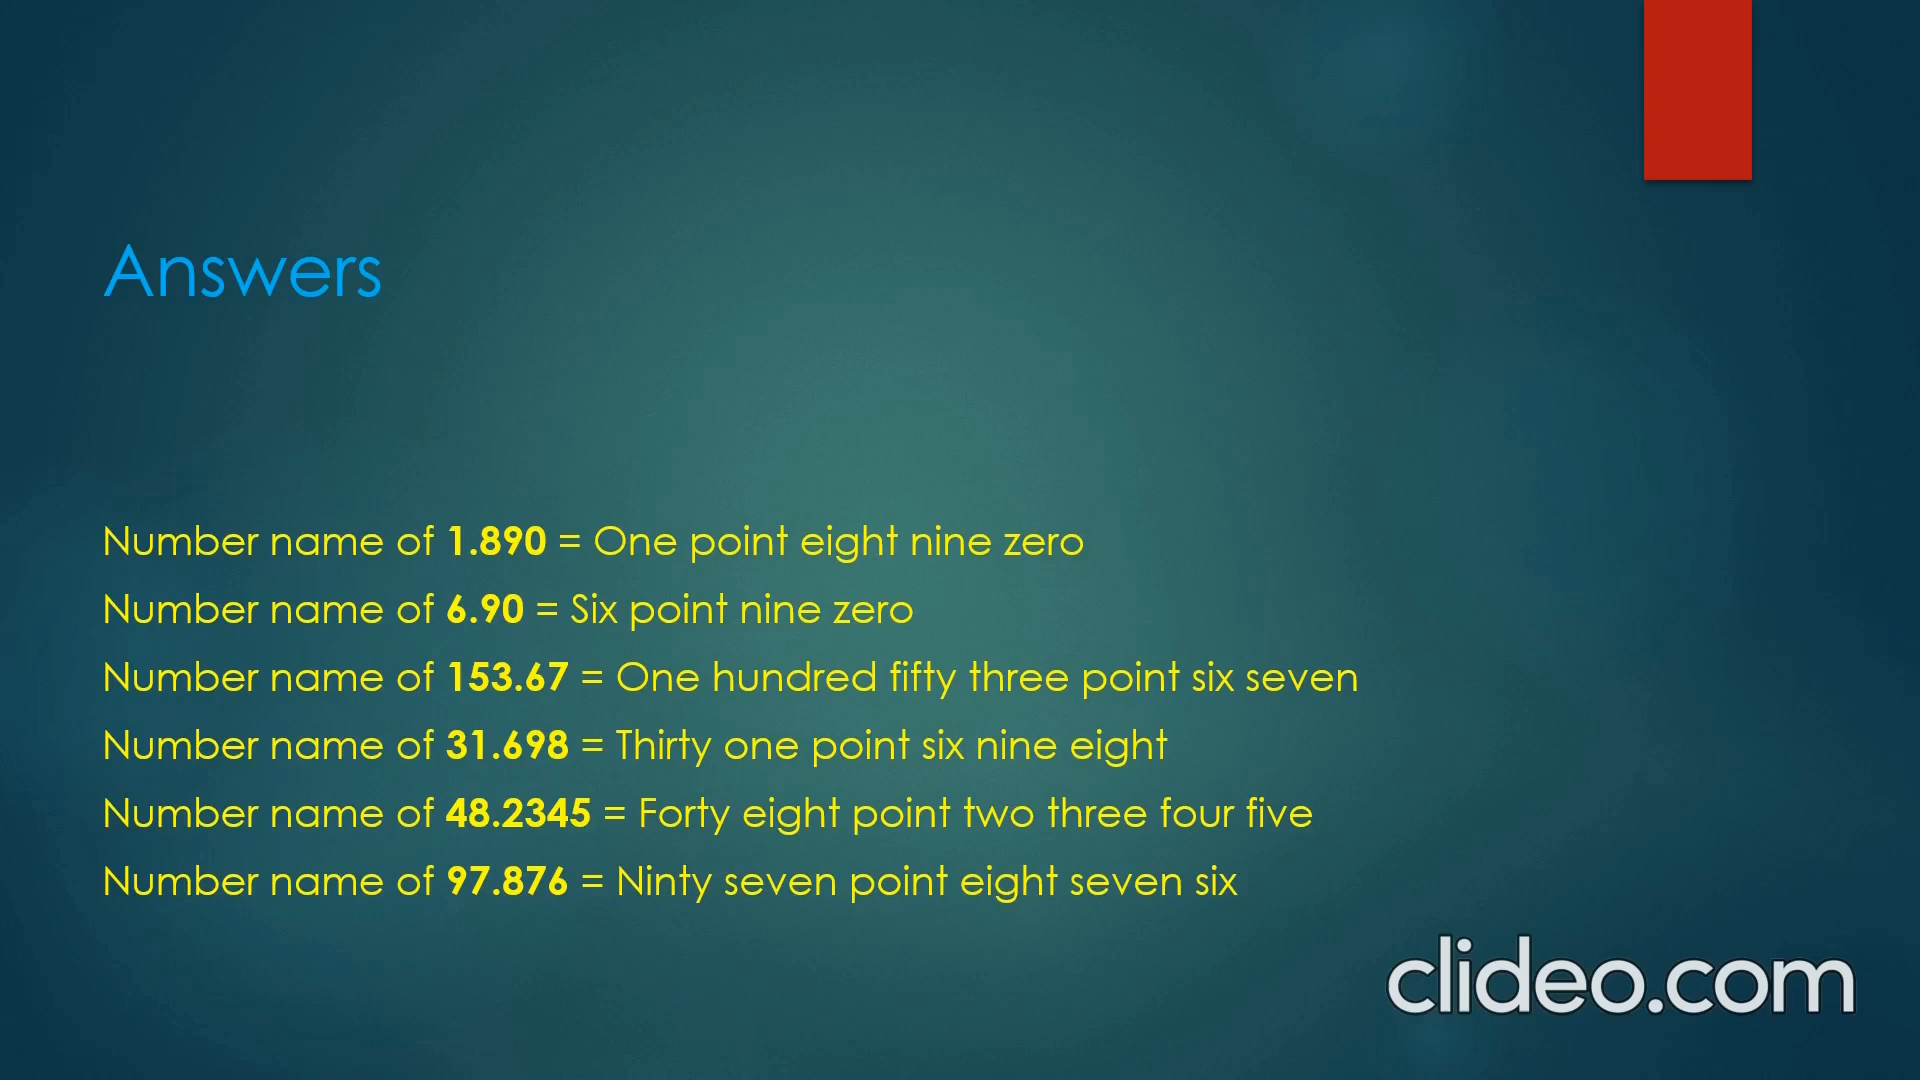 Answers
Number name of 1.890 = One point eight nine zero
Number name of 6.90 = Six point nine zero
Number name of 153.67 = One hundred fifty three point six seven
Number name of 31.698 = Thirty one point six nine eight
Number name of 48.2345 = Forty eight point two three four five
Number name of 97.876 = Ninty seven point eight seven six
clideo.com